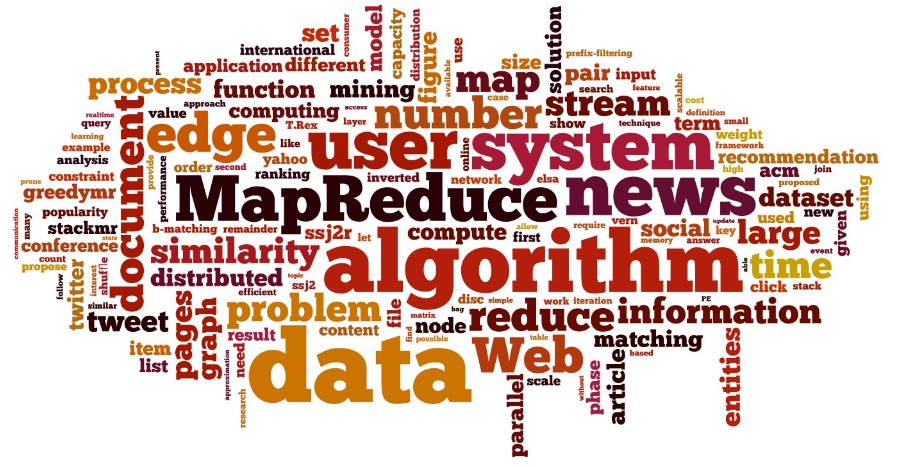 set
international
consumer
model
capacity
distribution
figure
available
use
solution
prefix-filtering
present
application
different
size
pair
input
process
function
mining
map
case
search
feature
scalable
cost
approach
value
computing
access
number
stream
definition
realtime
query
layer
show
technique
term
small
learning
example
document
edge
T.Rex
like
user
online
system
weight
framework
analysis
provide
performance
order
second
yahoo
ranking
inverted
network
elsa
recommendation
high
acm
join
prune
constraint
proposed
greedymr
MapReduce
news
dataset
using
communication
many
popularity
used
new
given
stackmr
b-matching
remainder
ssj2r
let
compute
allow
first
require
vern
social
update
key
large
state
conference
memory
answer
event
count
propose
similarity
algorithm
able
time
twitter
interest
shuffle
distributed
topic
ssj2
click
stack
follow
efficient
similar
pages
graph
problem
file
disc
simple
work
iteration
PE
tweet
matrix
bag
node
reduce
information
result
content
find
possible
table
matching
item
list
approximation
need
data
Web
based
entities
research
parallel
scale
without
phase
article